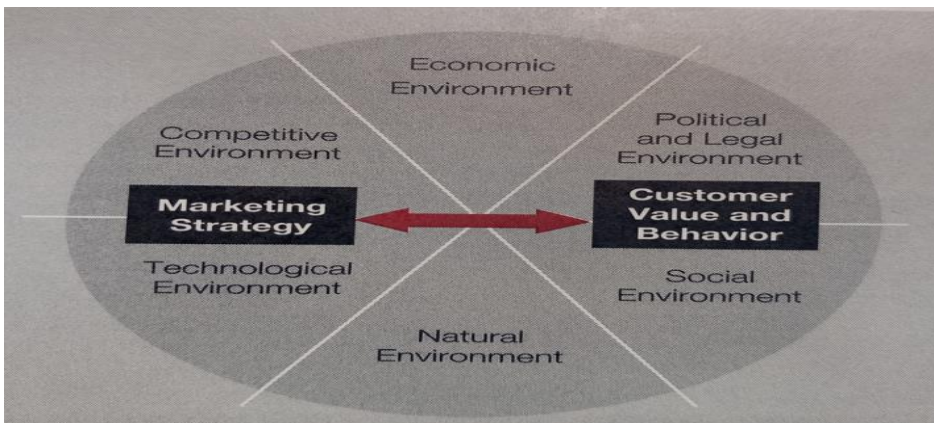 Economic
Environment
Competitive
Environment
Political
and Legal
Environment
Marketing
Strategy
Customer
Value and
Behavior
Technological
Environment
Social
Environment
Natural
Environment